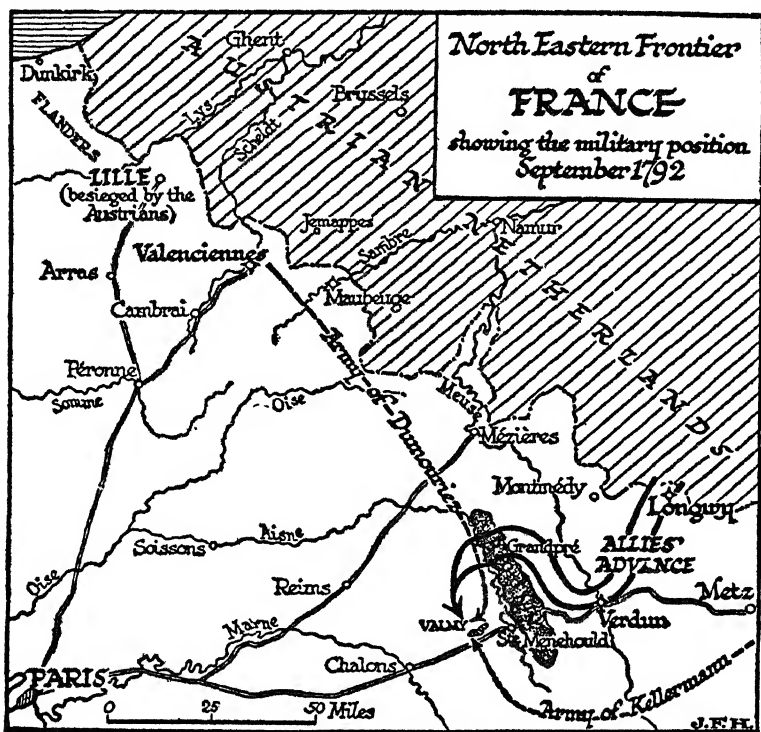 North Eastern Frontier
of
FRANCE
showing the military position
September 1792
AUSTRIAN
NETHERLANDS
Ghent
Dunkirk
FLANDERS
Lys
Scheldt
Brussels
LILLE
(besieged by the
Austrians)
Jemappes
Sambre
Namur
Valenciennes
Arras
Maubeuge
Cambrai
Péronne
Somme
Oise
Army of Dumouriez
Meuse
Mézières
Montmédy
Longwy
Aisne
Soissons
Grandpré
ALLIES'
ADVANCE
Oise
Reims
Metz
Verdun
Marne
VALMY
Ste Menehould
PARIS
Chalons
Army of Kellermann
0 25 50 Miles
J.F.H.